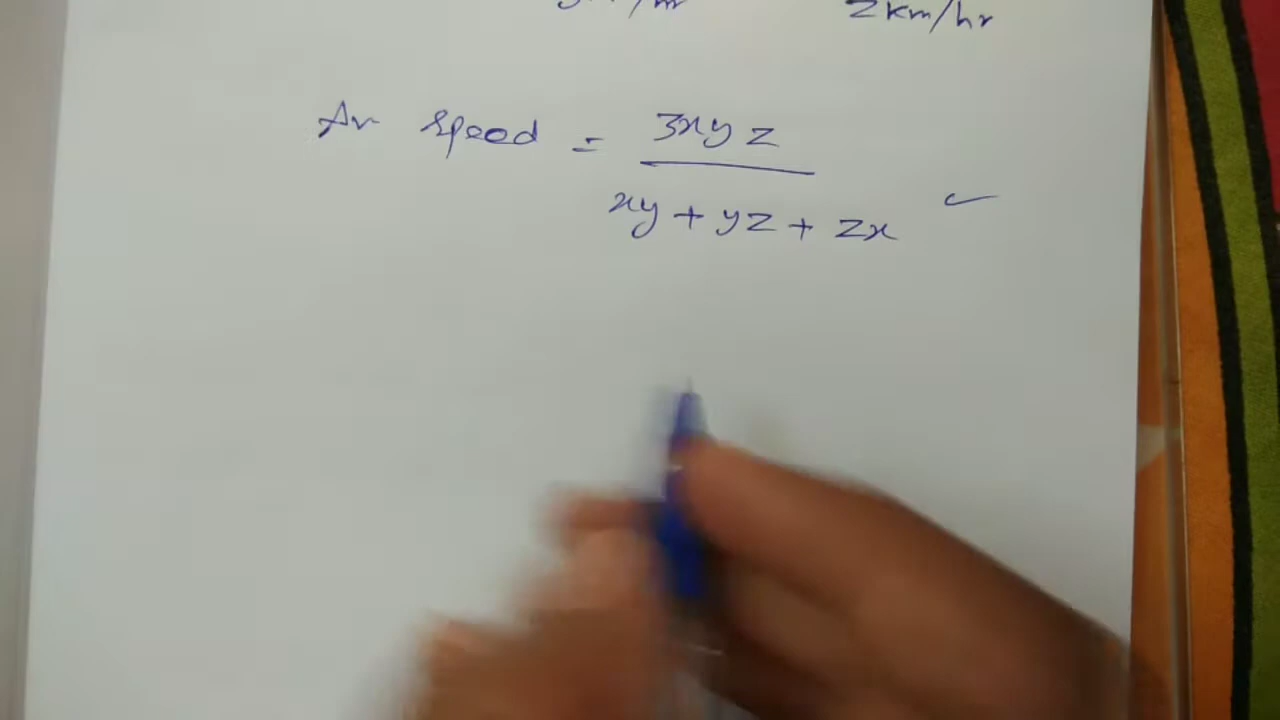 z km/hr
Av speed = 3xyz
xy + yz + zx